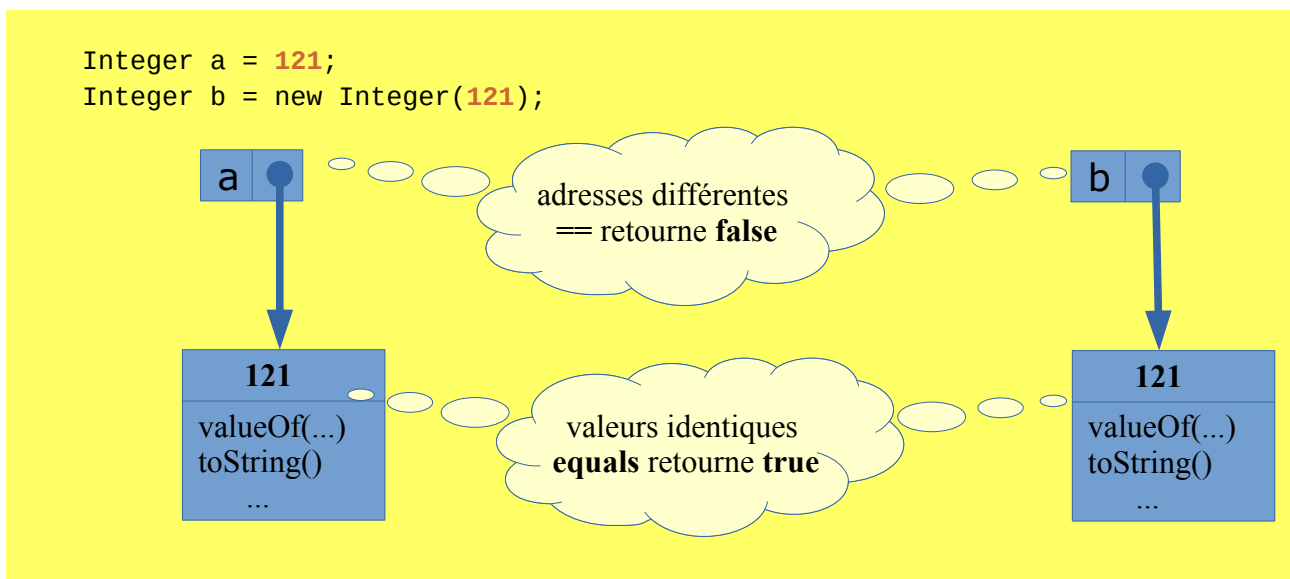 Integer a = 121;
Integer b = new Integer(121);
a
b
adresses différentes
== retourne false
121
valueOf(...)
toString()
...
valeurs identiques
equals retourne true
121
valueOf(...)
toString()
...